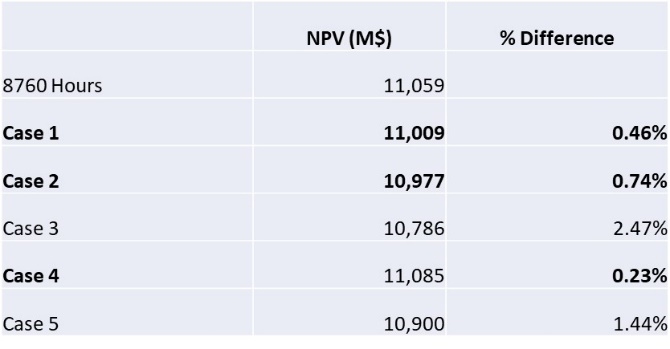 NPV (M$) % Difference
8760 Hours 11,059
Case 1 11,009 0.46%
Case 2 10,977 0.74%
Case 3 10,786 2.47%
Case 4 11,085 0.23%
Case 5 10,900 1.44%